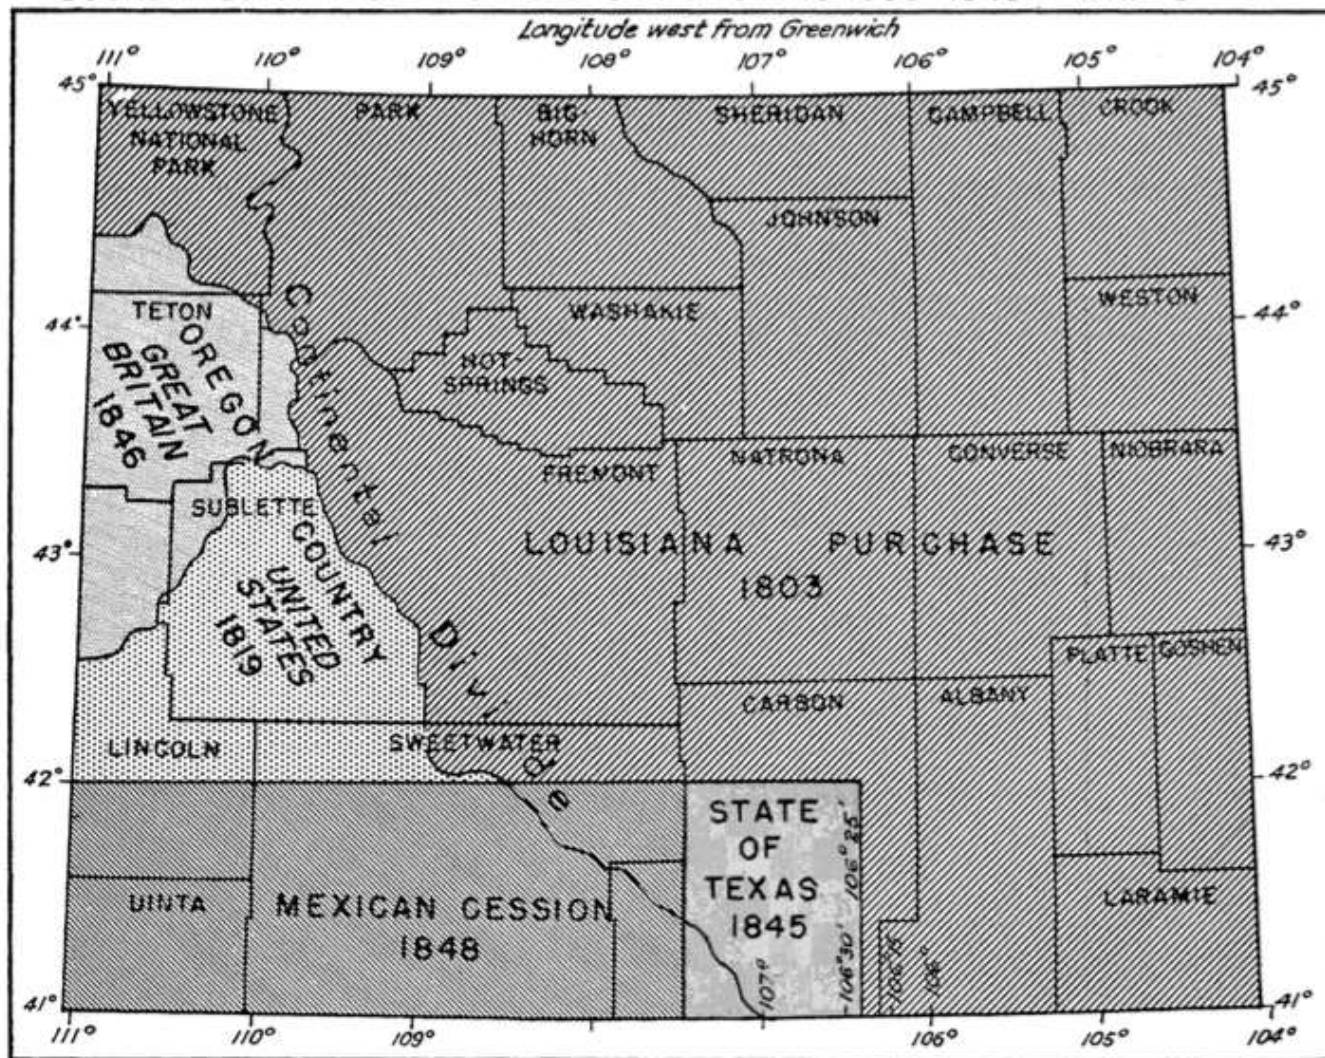 Longitude west from Greenwich
111° 110° 109° 108° 107° 106° 105° 104°
45° 45°
YELLOWSTONE
NATIONAL
PARK
PARK
BIG-
HORN
SHERIDAN
CAMPBELL
CROOK
JOHNSON
TETON
WASHAKIE
WESTON
44° 44°
HOT-
SPRINGS
OREGON
GREAT
BRITAIN
1846
Continental
FREMONT
NATRONA
CONVERSE
NIOBRARA
SUBLETTE
43° 43°
LOUISIANA PURCHASE
1803
COUNTRY
UNITED
STATES
1819
Divide
PLATTE
GOSHEN
CARBON
ALBANY
LINCOLN
SWEETWATER
42° 42°
STATE
OF
TEXAS
1845
106° 25'
UINTA
MEXICAN CESSION
1848
LARAMIE
107°
106° 30'
106° 15'
106°
41° 41°
111° 110° 109° 106° 105° 104°